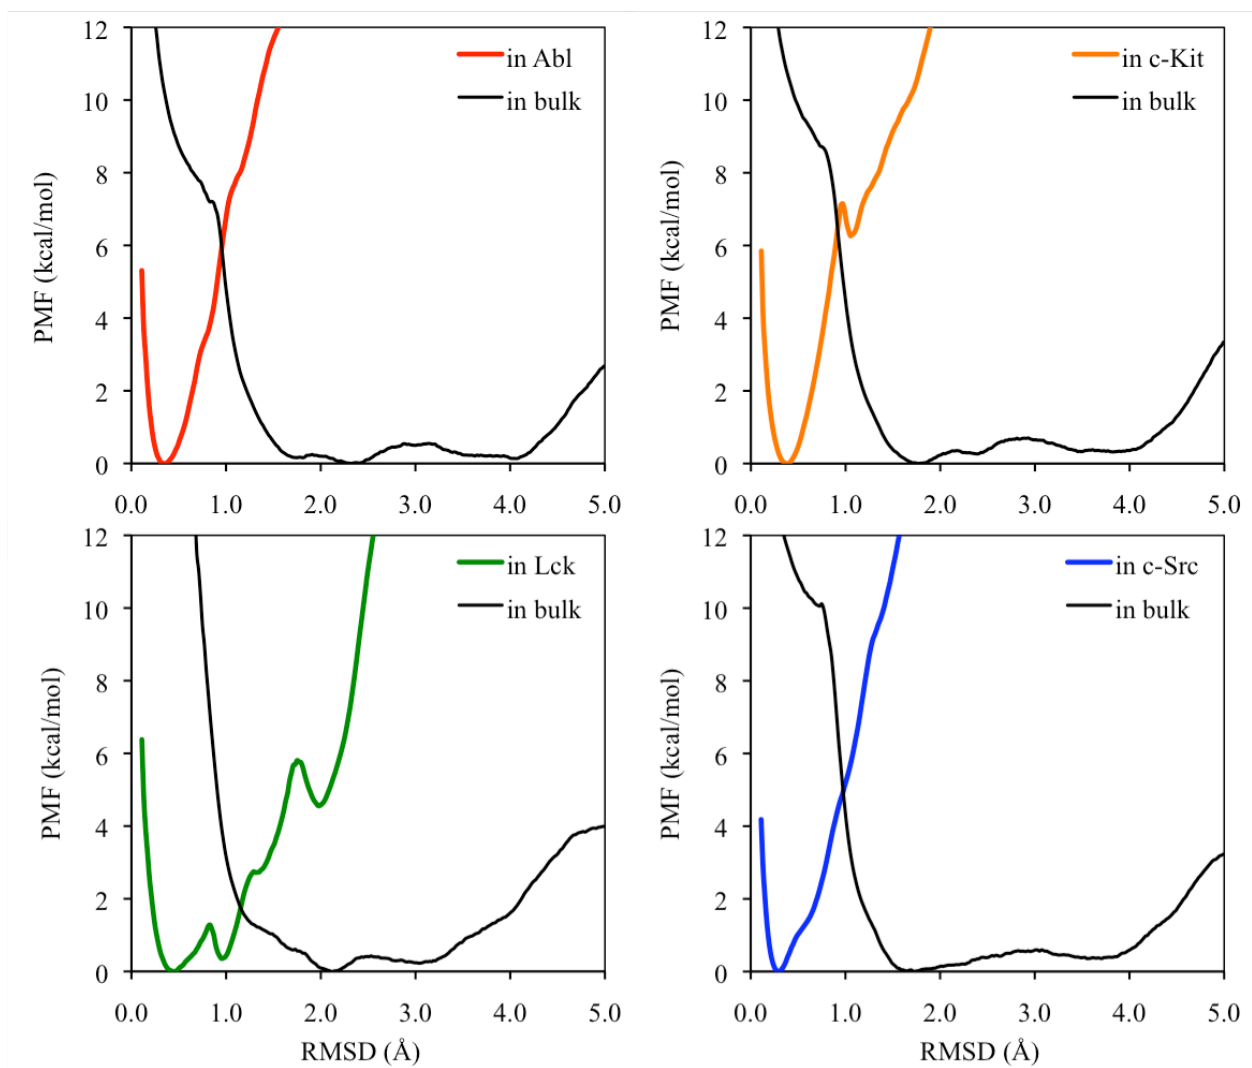 12
10
8
6
4
2
0
PMF (kcal/mol)
in Abl
in bulk
0.0 1.0 2.0 3.0 4.0 5.0
12
10
8
6
4
2
0
PMF (kcal/mol)
in c-Kit
in bulk
0.0 1.0 2.0 3.0 4.0 5.0
12
10
8
6
4
2
0
PMF (kcal/mol)
in Lck
in bulk
0.0 1.0 2.0 3.0 4.0 5.0
RMSD (Å)
12
10
8
6
4
2
0
PMF (kcal/mol)
in c-Src
in bulk
0.0 1.0 2.0 3.0 4.0 5.0
RMSD (Å)